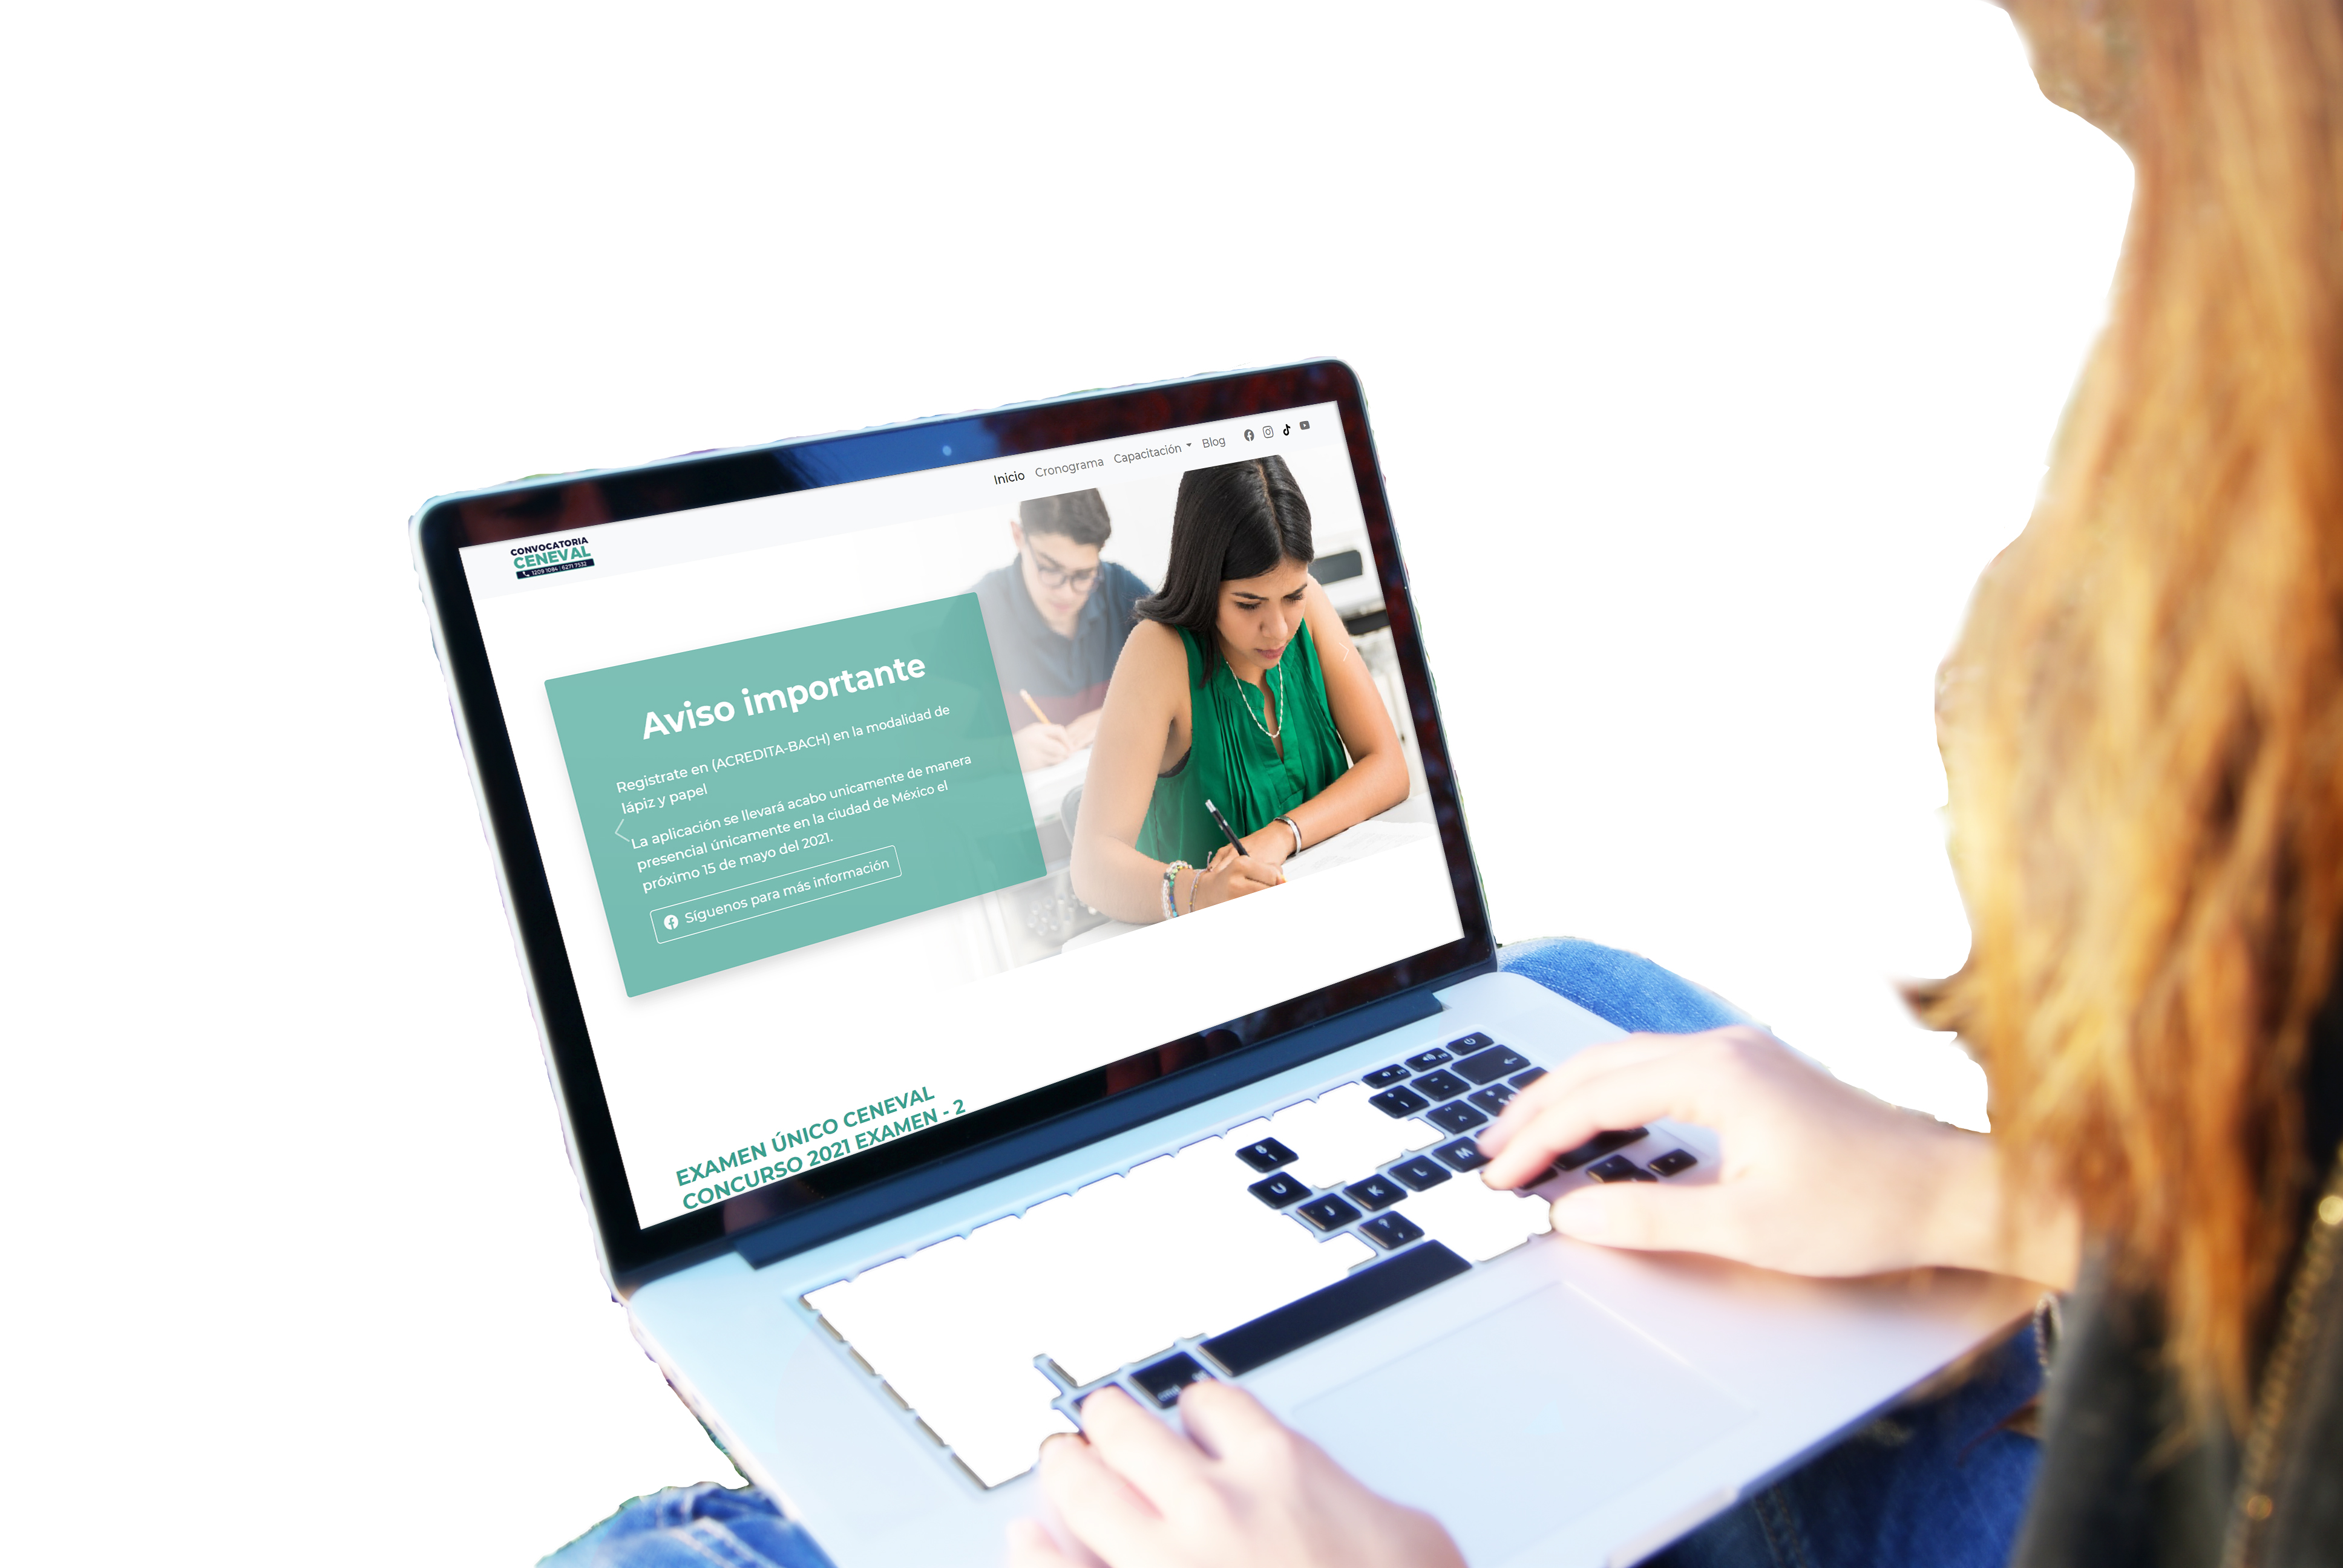 Inicio Cronograma Capacitación Blog
CONVOCATORIA
CENEVAL
1209 1084 | 6271 7532
Aviso importante
Registrate en (ACREDITA-BACH) en la modalidad de
lápiz y papel
La aplicación se llevará acabo unicamente de manera
presencial únicamente en la ciudad de México el
próximo 15 de mayo del 2021.
Síguenos para más información
EXAMEN ÚNICO CENEVAL
CONCURSO 2021 EXAMEN - 2
B
U
J K L M